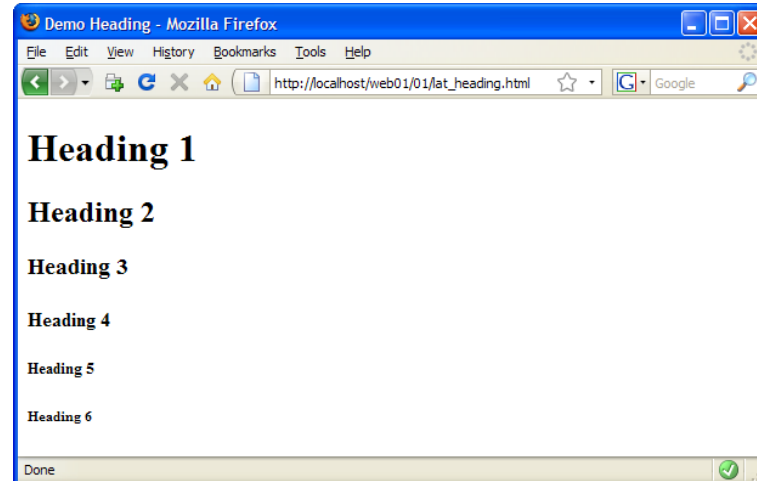 Demo Heading - Mozilla Firefox
File Edit View History Bookmarks Tools Help
http://localhost/web01/01/lat_heading.html G Google
Heading 1
Heading 2
Heading 3
Heading 4
Heading 5
Heading 6
Done